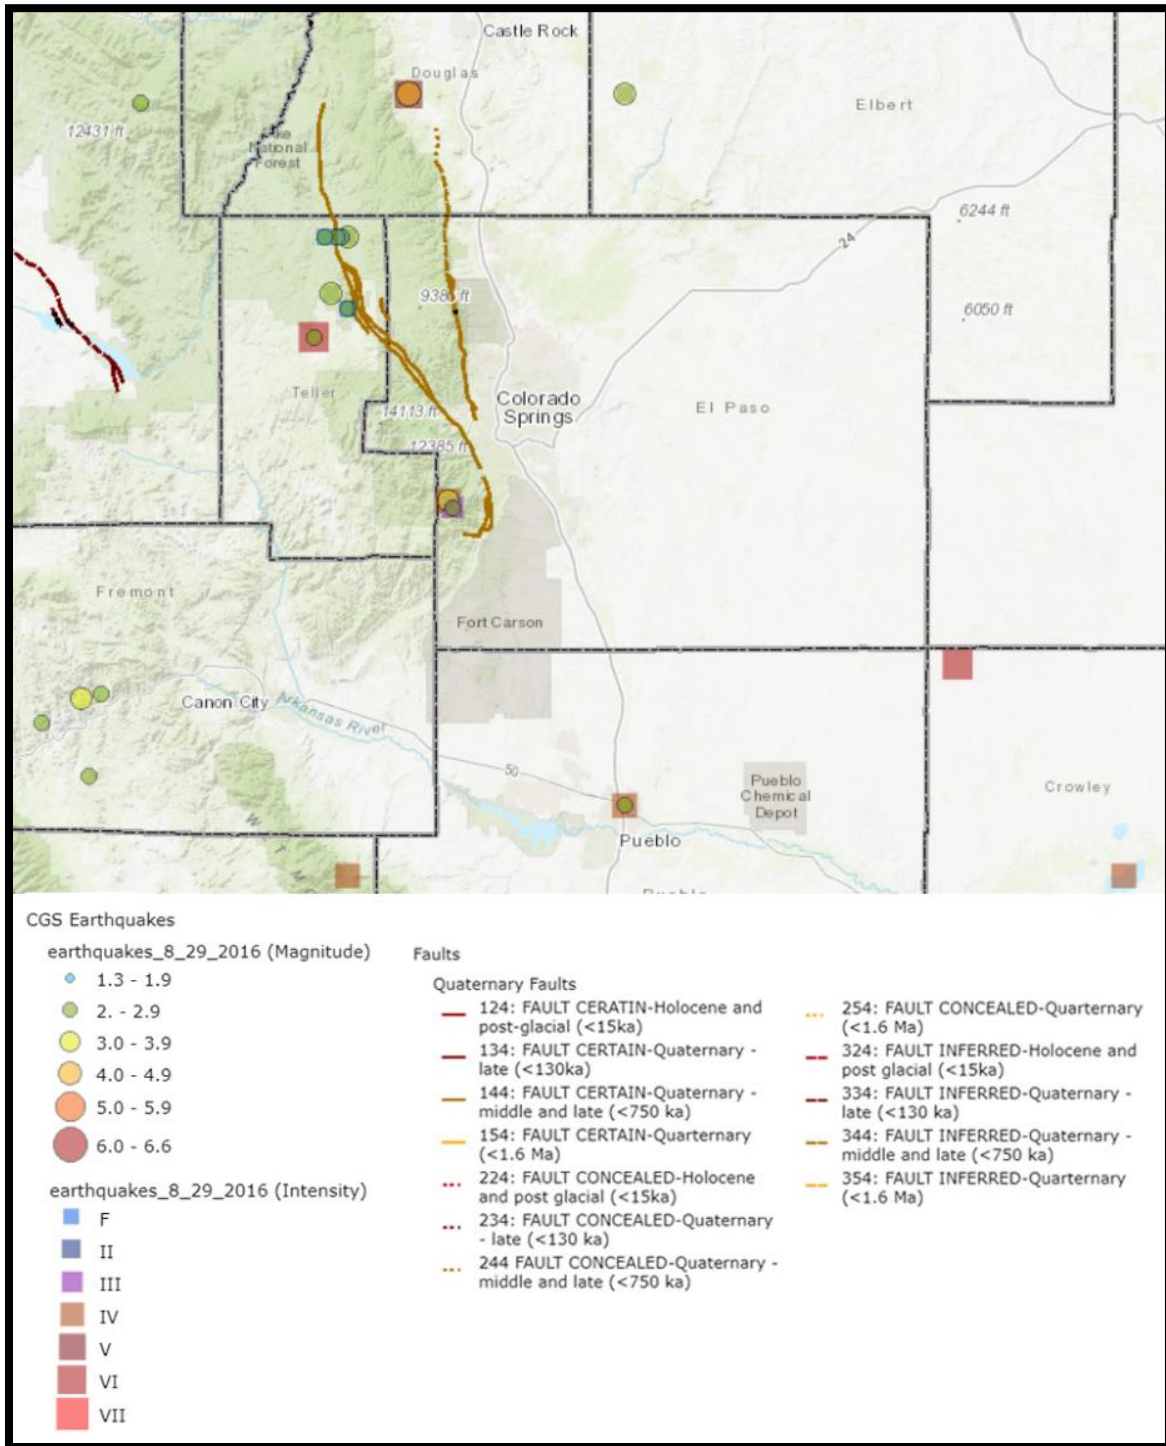 Castle Rock
Douglas
Elbert
12431 ft
Pike
National
Forest
6244 ft
24
9386 ft
6050 ft
Teller
Colorado
Springs
El Paso
14113 ft
12385 ft
Fremont
Fort Carson
Canon City
Arkansas River
50
Pueblo
Chemical
Depot
Crowley
Pueblo
W
M
Pueblo
CGS Earthquakes
earthquakes_8_29_2016 (Magnitude)
1.3 - 1.9
2. - 2.9
3.0 - 3.9
4.0 - 4.9
5.0 - 5.9
6.0 - 6.6
earthquakes_8_29_2016 (Intensity)
F
II
III
IV
V
VI
VII
Faults
Quaternary Faults
124: FAULT CERATIN-Holocene and
post-glacial (<15ka)
134: FAULT CERTAIN-Quaternary -
late (<130ka)
144: FAULT CERTAIN-Quaternary -
middle and late (<750 ka)
154: FAULT CERTAIN-Quarternary
(<1.6 Ma)
224: FAULT CONCEALED-Holocene
and post glacial (<15ka)
234: FAULT CONCEALED-Quaternary
- late (<130 ka)
244 FAULT CONCEALED-Quaternary -
middle and late (<750 ka)
254: FAULT CONCEALED-Quarternary
(<1.6 Ma)
324: FAULT INFERRED-Holocene and
post glacial (<15ka)
334: FAULT INFERRED-Quaternary -
late (<130 ka)
344: FAULT INFERRED-Quaternary -
middle and late (<750 ka)
354: FAULT INFERRED-Quarternary
(<1.6 Ma)